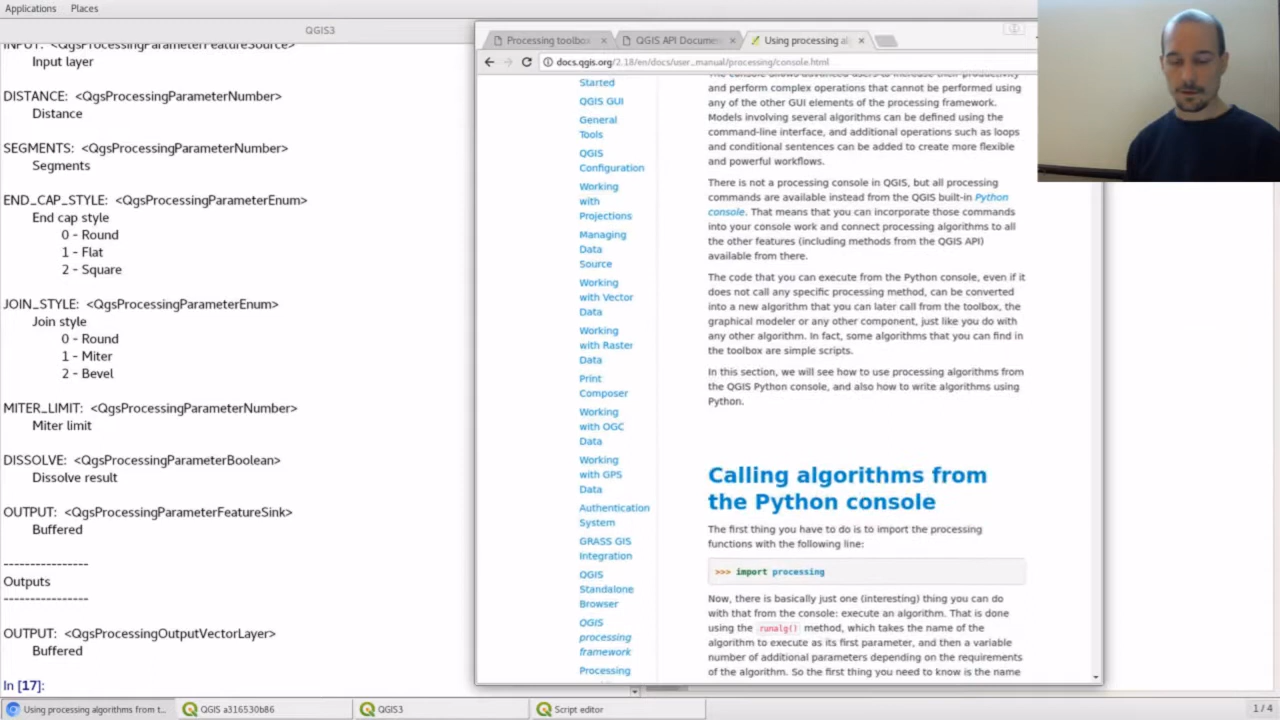 Applications Places
QGIS3
INPUT: <QgsProcessingParameterFeatureSource>
Input layer
DISTANCE: <QgsProcessingParameterNumber>
Distance
SEGMENTS: <QgsProcessingParameterNumber>
Segments
END_CAP_STYLE: <QgsProcessingParameterEnum>
End cap style
0 - Round
1 - Flat
2 - Square
JOIN_STYLE: <QgsProcessingParameterEnum>
Join style
0 - Round
1 - Miter
2 - Bevel
MITER_LIMIT: <QgsProcessingParameterNumber>
Miter limit
DISSOLVE: <QgsProcessingParameterBoolean>
Dissolve result
OUTPUT: <QgsProcessingParameterFeatureSink>
Buffered
----------------
Outputs
----------------
OUTPUT: <QgsProcessingOutputVectorLayer>
Buffered
In [17]:
Processing toolbox QGIS API Docume Using processing al
docs.qgis.org/2.18/en/docs/user_manual/processing/console.html
Started
QGIS GUI
General
Tools
QGIS
Configuration
Working
with
Projections
Managing
Data
Source
Working
with Vector
Data
Working
with Raster
Data
Print
Composer
Working
with OGC
Data
Working
with GPS
Data
Authentication
System
GRASS GIS
Integration
QGIS
Standalone
Browser
QGIS
processing
framework
Processing
The console allows advanced users to increase their productivity
and perform complex operations that cannot be performed using
any of the other GUI elements of the processing framework.
Models involving several algorithms can be defined using the
command-line interface, and additional operations such as loops
and conditional sentences can be added to create more flexible
and powerful workflows.
There is not a processing console in QGIS, but all processing
commands are available instead from the QGIS built-in Python
console. That means that you can incorporate those commands
into your console work and connect processing algorithms to all
the other features (including methods from the QGIS API)
available from there.
The code that you can execute from the Python console, even if it
does not call any specific processing method, can be converted
into a new algorithm that you can later call from the toolbox, the
graphical modeler or any other component, just like you do with
any other algorithm. In fact, some algorithms that you can find in
the toolbox are simple scripts.
In this section, we will see how to use processing algorithms from
the QGIS Python console, and also how to write algorithms using
Python.
Calling algorithms from
the Python console
The first thing you have to do is to import the processing
functions with the following line:
>>> import processing
Now, there is basically just one (interesting) thing you can do
with that from the console: execute an algorithm. That is done
using the runalg() method, which takes the name of the
algorithm to execute as its first parameter, and then a variable
number of additional parameters depending on the requirements
of the algorithm. So the first thing you need to know is the name
Using processing algorithms from t... QGIS a316530b86 QGIS3 Script editor 1 / 4